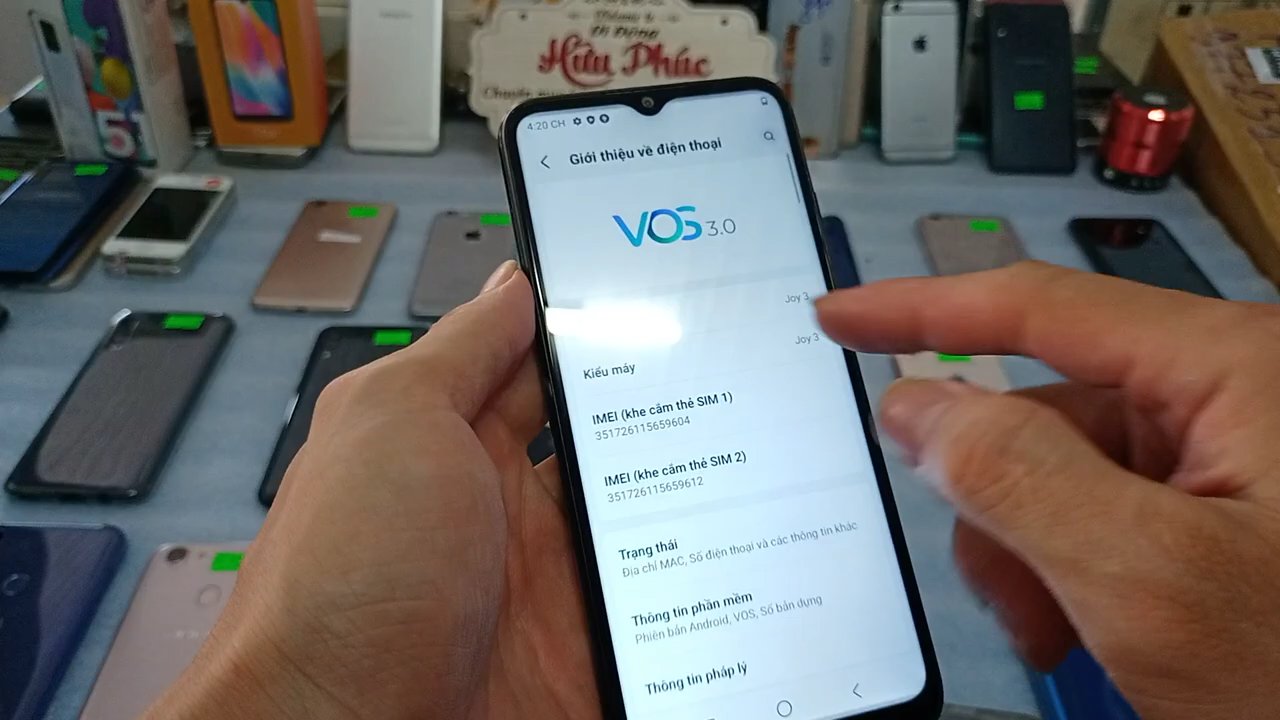 Di Động
Hữu Phúc
4:20 CH
Giới thiệu về điện thoại
VOS 3.0
Joy 3
Joy 3
Kiểu máy
IMEI (khe cắm thẻ SIM 1)
351726115659604
IMEI (khe cắm thẻ SIM 2)
351726115659612
Trạng thái
Địa chỉ MAC, Số điện thoại và các thông tin khác
Thông tin phần mềm
Phiên bản Android, VOS, Số bản dựng
Thông tin pháp lý